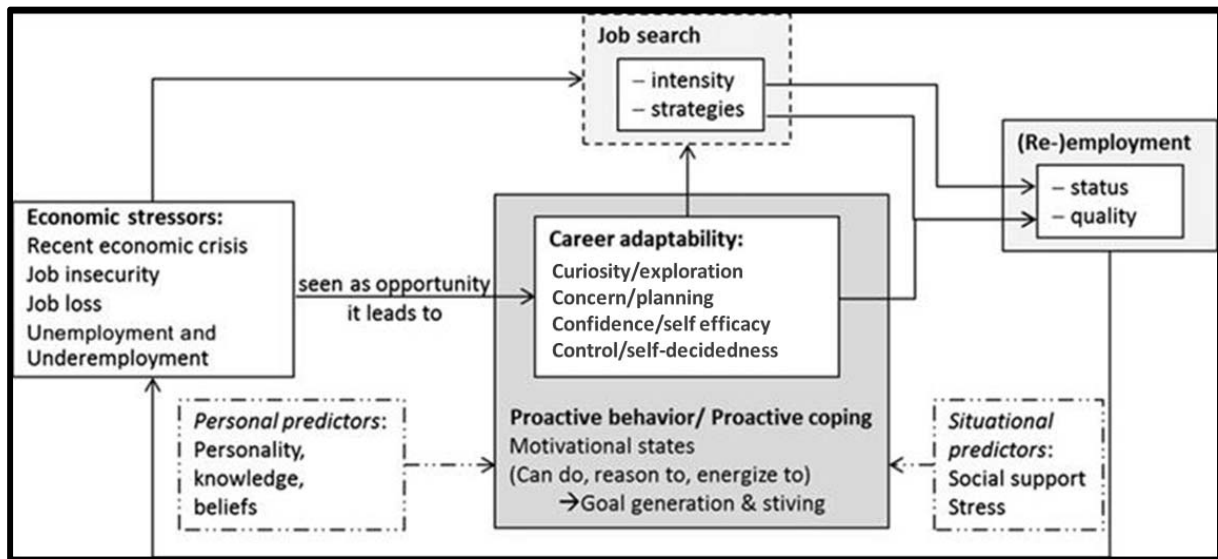 Job search
– intensity
– strategies
(Re-)employment
– status
– quality
Economic stressors:
Recent economic crisis
Job insecurity
Job loss
Unemployment and
Underemployment
seen as opportunity
it leads to
Career adaptability:
Curiosity/exploration
Concern/planning
Confidence/self efficacy
Control/self-decidedness
Proactive behavior/ Proactive coping
Motivational states
(Can do, reason to, energize to)
→Goal generation & stiving
Personal predictors:
Personality,
knowledge,
beliefs
Situational
predictors:
Social support
Stress